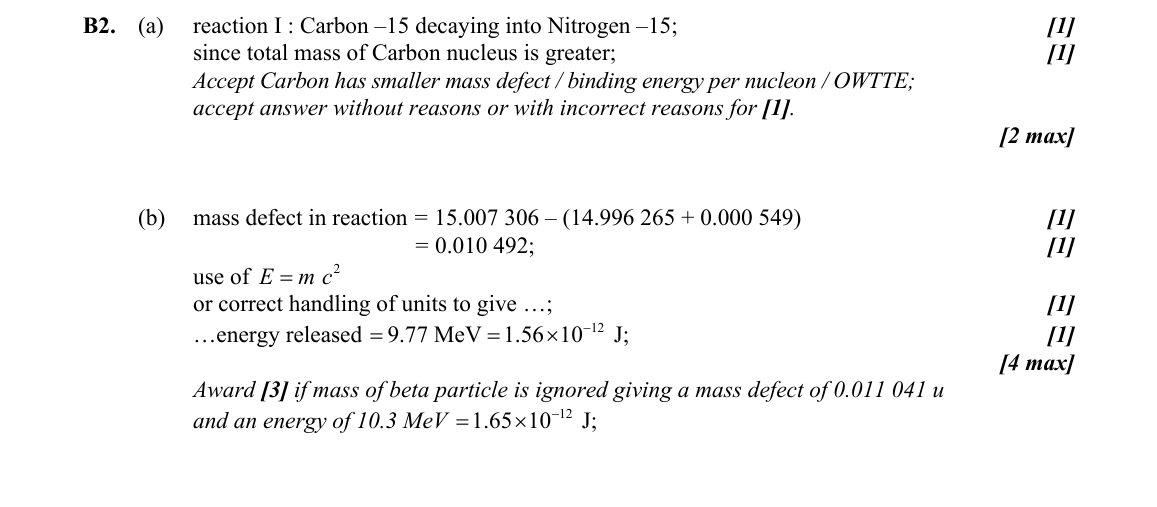 B2. (a) reaction I : Carbon –15 decaying into Nitrogen –15; [1]
since total mass of Carbon nucleus is greater; [1]
Accept Carbon has smaller mass defect / binding energy per nucleon / OWTTE;
accept answer without reasons or with incorrect reasons for [1].
[2 max]
(b) mass defect in reaction = 15.007 306 – (14.996 265 + 0.000 549) [1]
= 0.010 492; [1]
use of E = m c²
or correct handling of units to give …; [1]
…energy released = 9.77 MeV = 1.56×10⁻¹² J; [1]
[4 max]
Award [3] if mass of beta particle is ignored giving a mass defect of 0.011 041 u
and an energy of 10.3 MeV = 1.65×10⁻¹² J;